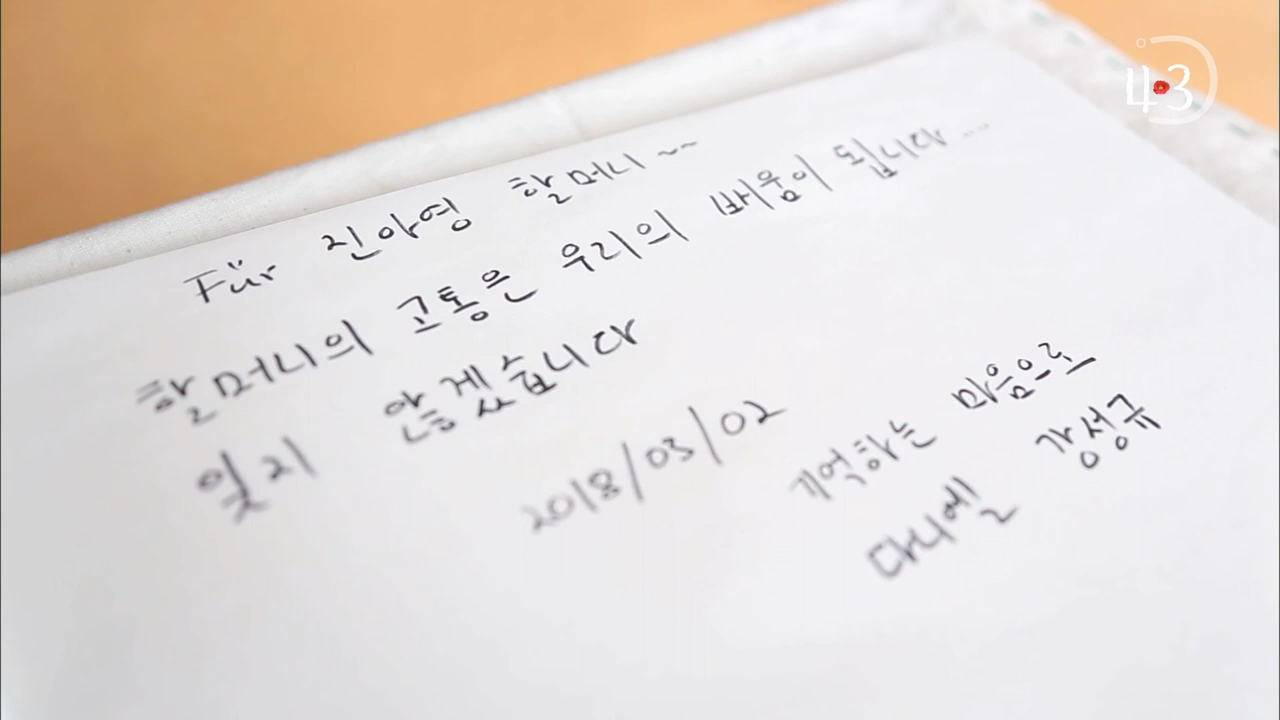 4·3
Für 진아영 할머니~~
할머니의 고통은 우리의 배움이 됩니다...
잊지 않겠습니다
2018/03/02
기억하는 마음으로
다니엘 강성규